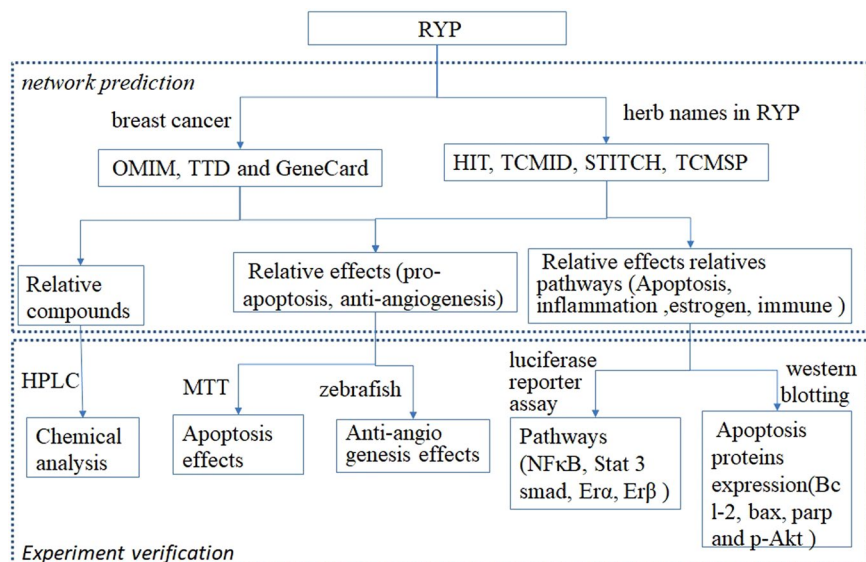 RYP
network prediction
breast cancer
herb names in RYP
OMIM, TTD and GeneCard
HIT, TCMID, STITCH, TCMSP
Relative
compounds
Relative effects (pro-
apoptosis, anti-angiogenesis)
Relative effects relatives
pathways (Apoptosis,
inflammation ,estrogen, immune )
HPLC
MTT
zebrafish
luciferase
reporter
assay
western
blotting
Chemical
analysis
Apoptosis
effects
Anti-angio
genesis effects
Pathways
(NFκB, Stat 3
smad, Erα, Erβ )
Apoptosis
proteins
expression(Bc
l-2, bax, parp
and p-Akt )
Experiment verification